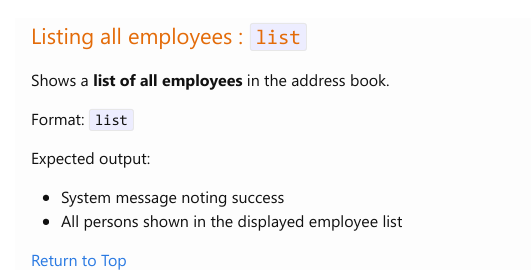 Listing all employees : list
Shows a list of all employees in the address book.
Format: list
Expected output:
• System message noting success
• All persons shown in the displayed employee list
Return to Top